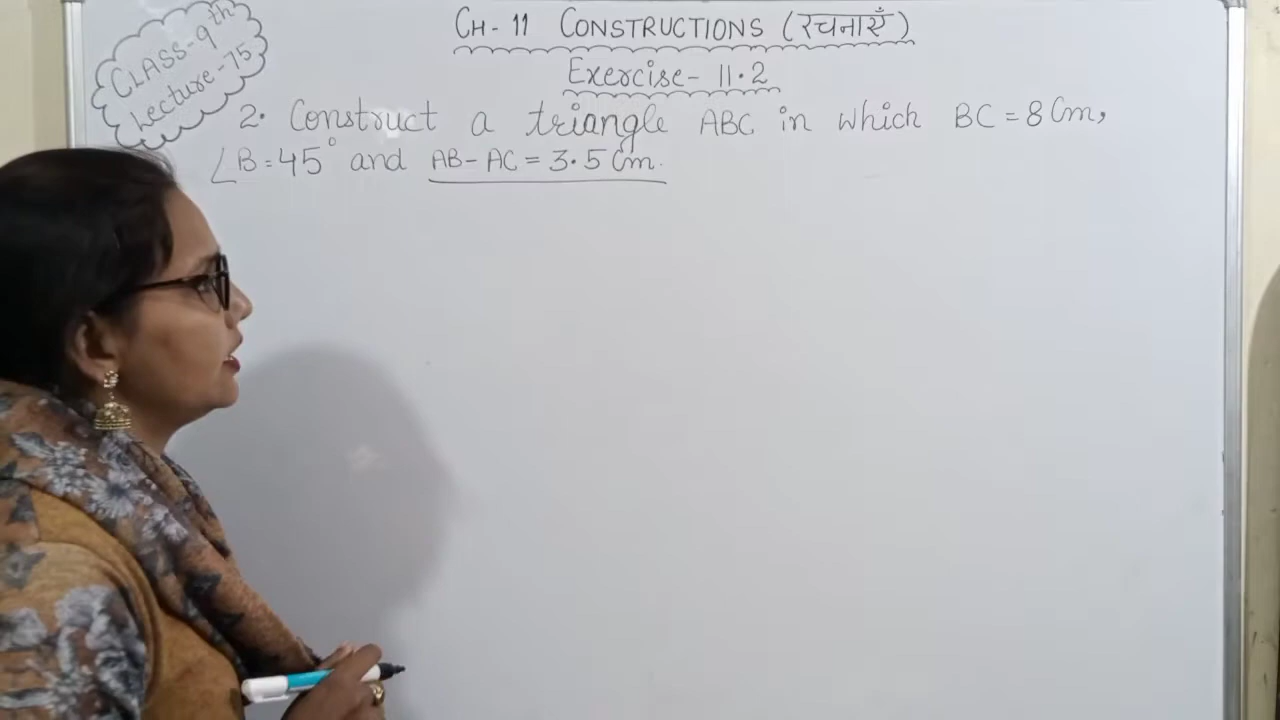 CLASS-9th
Lecture-75
CH-11 CONSTRUCTIONS (रचनाएँ)
Exercise-11.2
2. Construct a triangle ABC in which BC = 8 Cm,
∠B = 45° and AB - AC = 3.5 Cm.